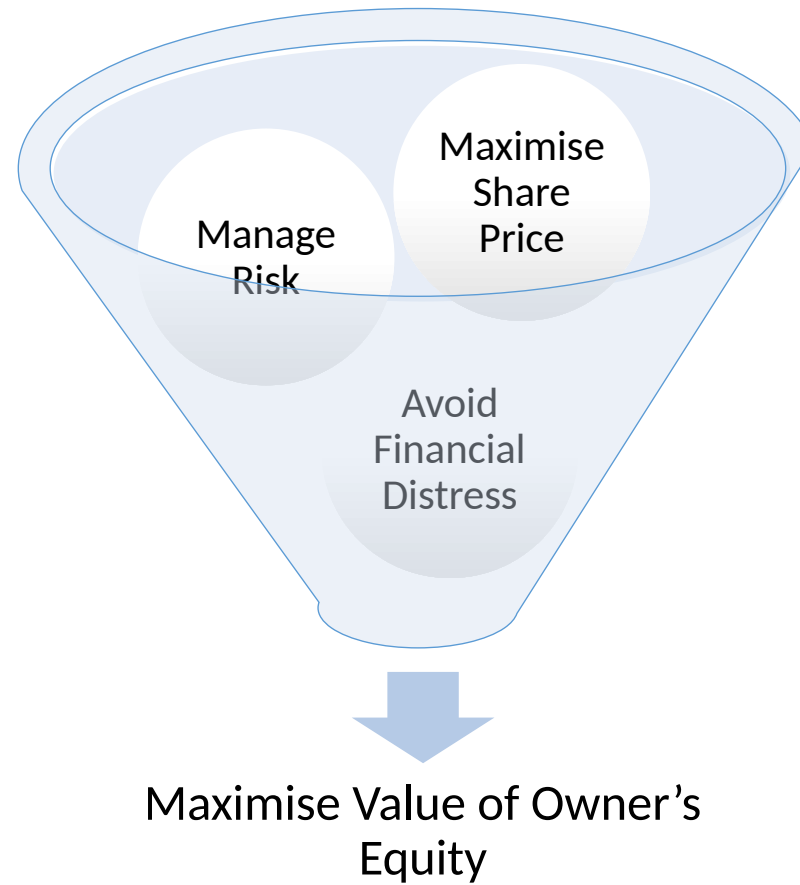 Maximise
Share
Price
Manage
Risk
Avoid
Financial
Distress
Maximise Value of Owner’s
Equity